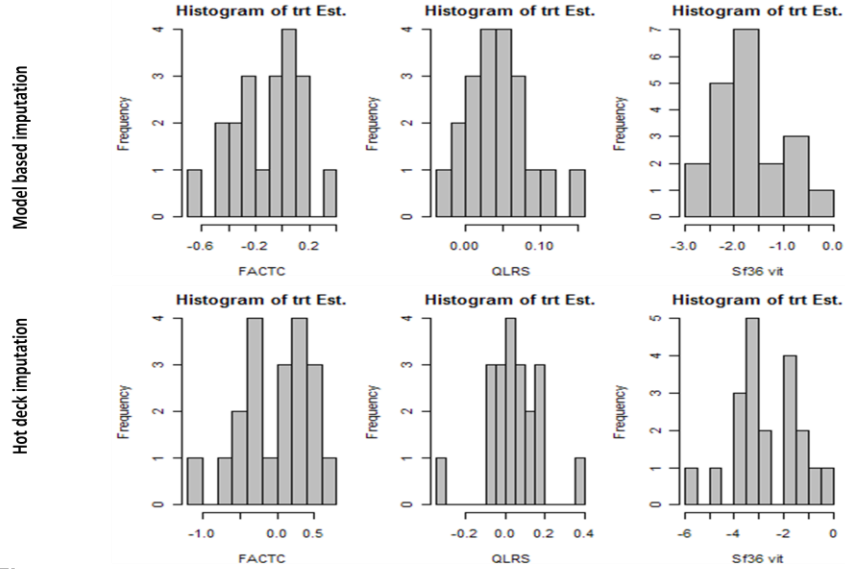 Model based imputation
Histogram of trt Est.
Frequency
0 1 2 3 4
-0.6 -0.2 0.2
FACTC
Histogram of trt Est.
Frequency
0 1 2 3 4
0.00 0.10
QLRS
Histogram of trt Est.
Frequency
0 1 2 3 4 5 6 7
-3.0 -2.0 -1.0 0.0
Sf36 vit
Hot deck imputation
Histogram of trt Est.
Frequency
0 1 2 3 4
-1.0 0.0 0.5
FACTC
Histogram of trt Est.
Frequency
0 1 2 3 4
-0.2 0.0 0.2 0.4
QLRS
Histogram of trt Est.
Frequency
0 1 2 3 4 5
-6 -4 -2 0
Sf36 vit